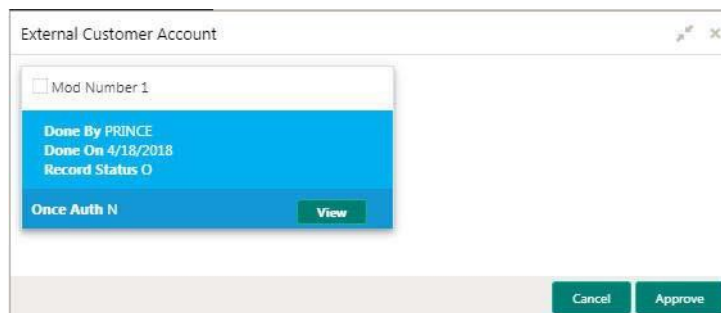 External Customer Account
Mod Number 1
Done By PRINCE
Done On 4/18/2018
Record Status O
Once Auth N
View
Cancel
Approve